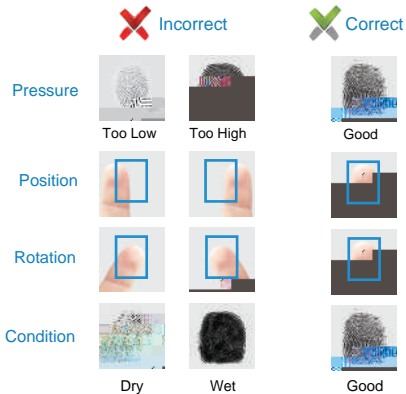 Incorrect
Correct
Pressure
Too Low
Too High
Good
Position
Rotation
Condition
Dry
Wet
Good